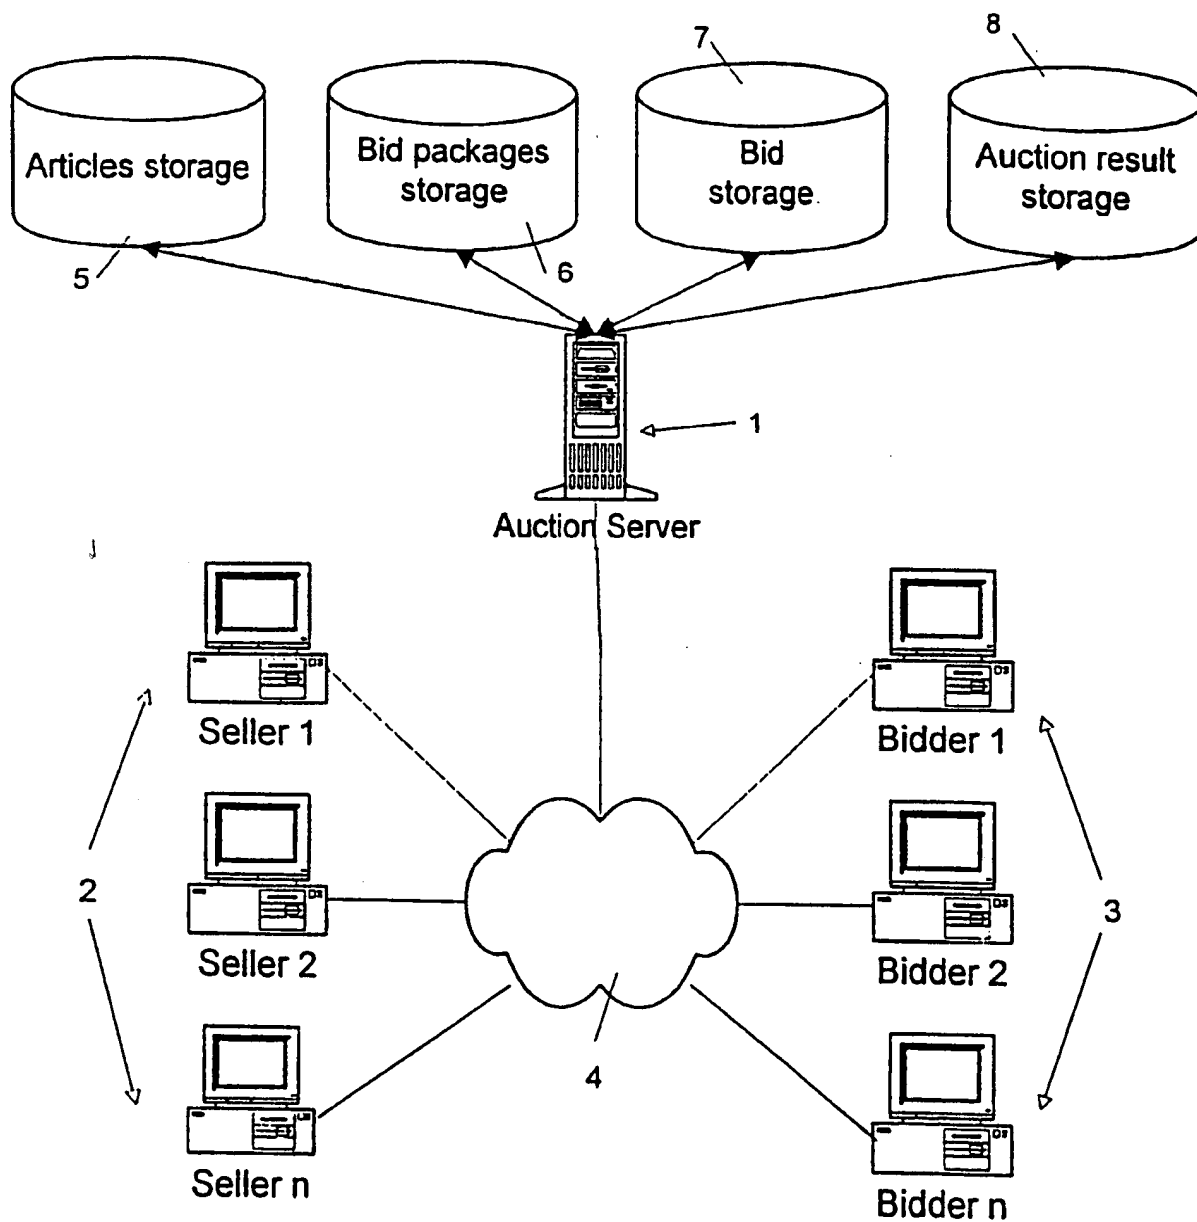 7
8
Articles storage
Bid packages
storage
Bid
storage
Auction result
storage
5
6
1
Auction Server
Seller 1
Bidder 1
2
3
Seller 2
Bidder 2
4
Seller n
Bidder n